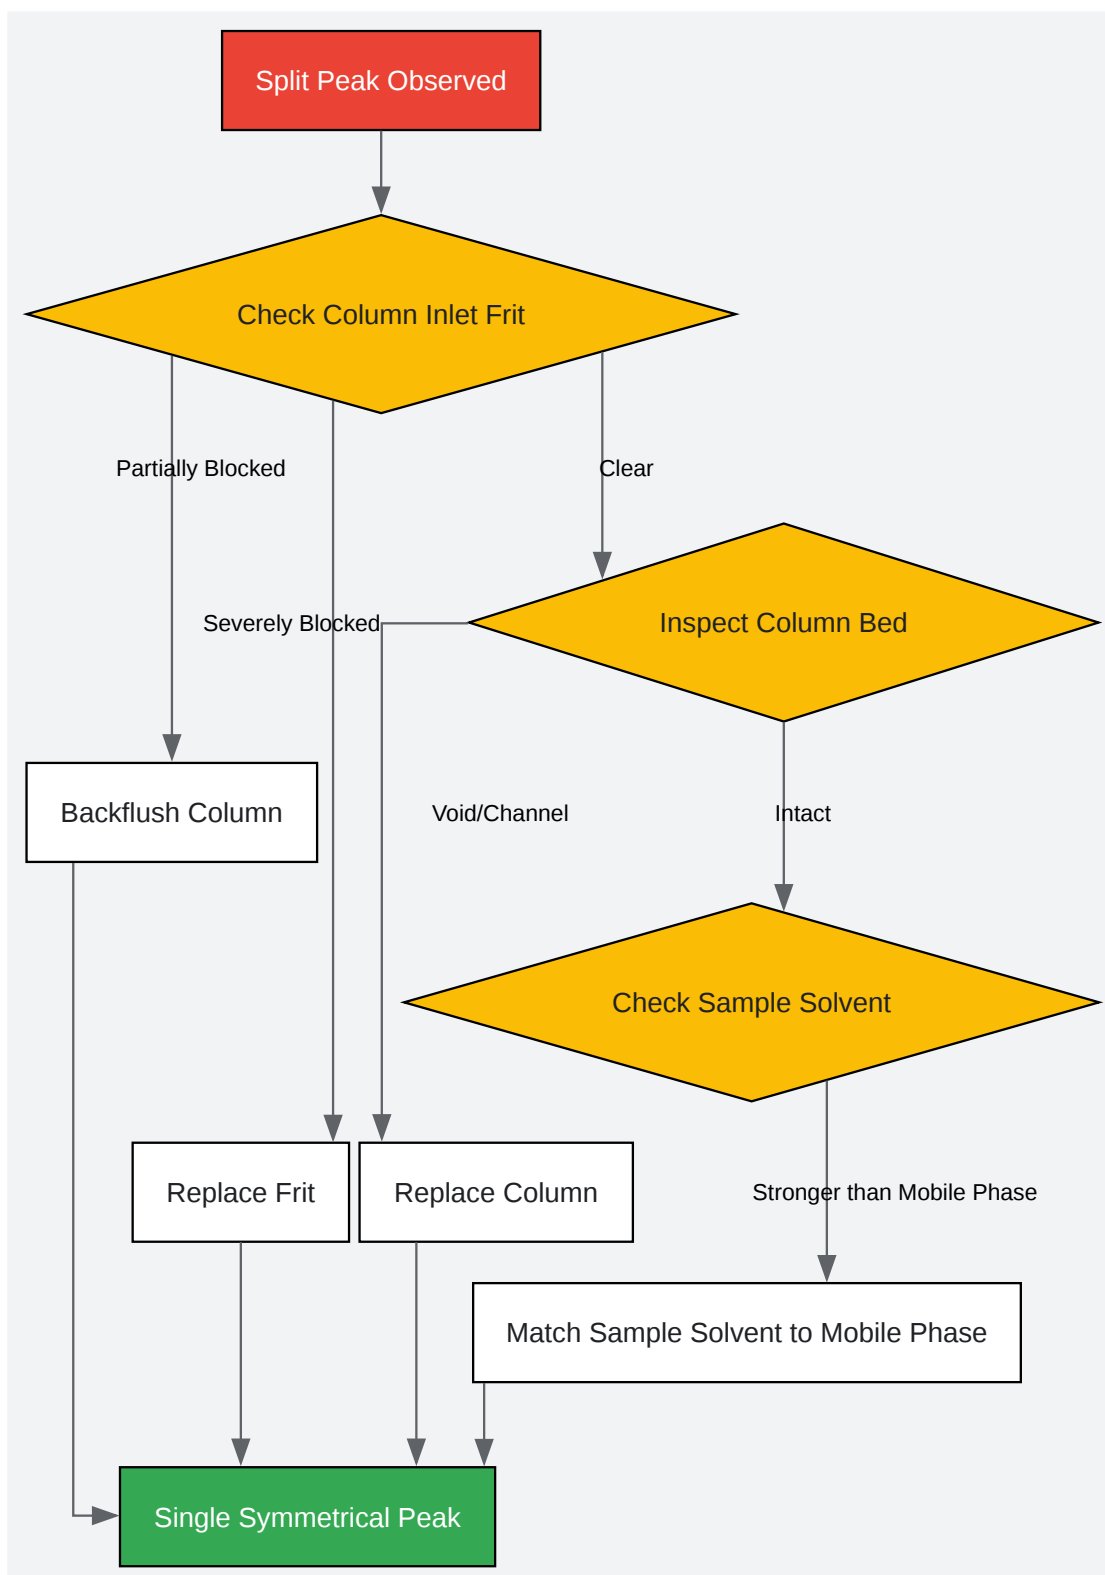 Split Peak Observed
Check Column Inlet Frit
Partially Blocked
Clear
Severely Blocked
Inspect Column Bed
Backflush Column
Void/Channel
Intact
Check Sample Solvent
Replace Frit
Replace Column
Stronger than Mobile Phase
Match Sample Solvent to Mobile Phase
Single Symmetrical Peak